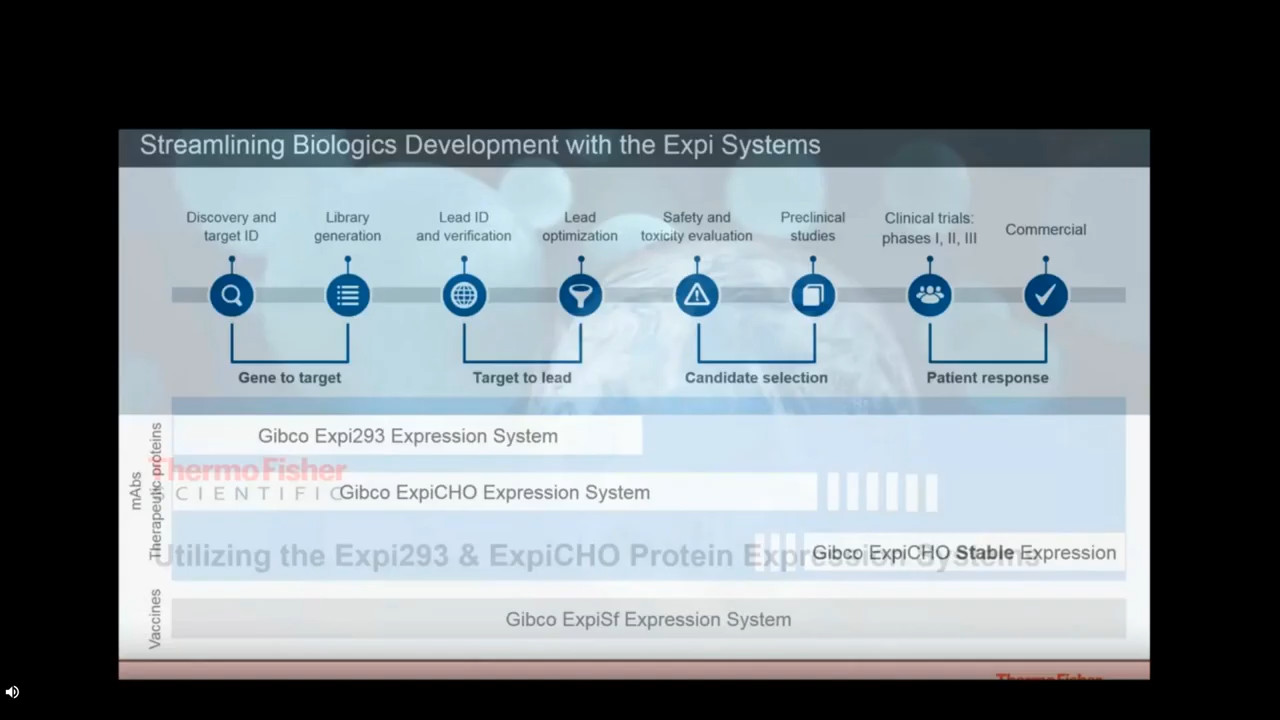 Streamlining Biologics Development with the Expi Systems
Discovery and
target ID
Library
generation
Lead ID
and verification
Lead
optimization
Safety and
toxicity evaluation
Preclinical
studies
Clinical trials:
phases I, II, III
Commercial
Gene to target
Target to lead
Candidate selection
Patient response
mAbs
Therapeutic proteins
Gibco Expi293 Expression System
ThermoFisher
SCIENTIFIC
Gibco ExpiCHO Expression System
Utilizing the Expi293 & ExpiCHO Protein Expression Systems
Gibco ExpiCHO Stable Expression
Vaccines
Gibco ExpiSf Expression System
ThermoFisher